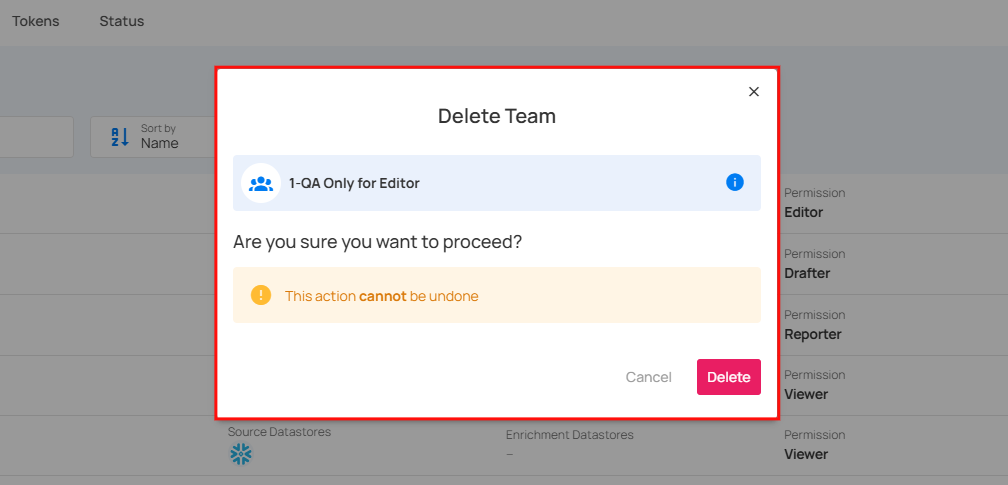 Tokens Status
Sort by
Name
Delete Team
1-QA Only for Editor
Are you sure you want to proceed?
This action cannot be undone
Cancel Delete
Permission
Editor
Permission
Drafter
Permission
Reporter
Permission
Viewer
Source Datastores Enrichment Datastores Permission
– Viewer